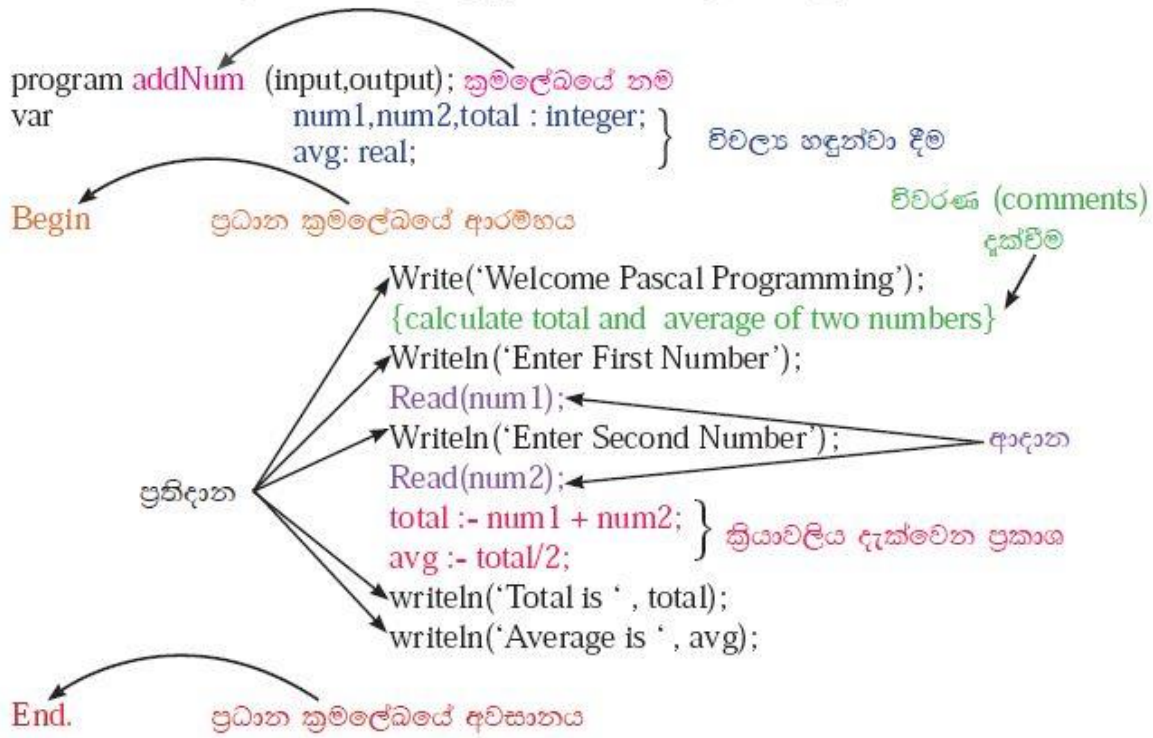 program addNum (input,output); ක්‍රමලේඛයේ නම
var num1,num2,total : integer;
avg: real;
විචල්‍ය හඳුන්වා දීම
Begin ප්‍රධාන ක්‍රමලේඛයේ ආරම්භය
විවරණ (comments)
දැක්වීම
Write(‘Welcome Pascal Programming’);
{calculate total and average of two numbers}
Writeln(‘Enter First Number’);
Read(num1);
Writeln(‘Enter Second Number’);
ආදාන
Read(num2);
ප්‍රතිදාන
total :- num1 + num2;
ක්‍රියාවලිය දැක්වෙන ප්‍රකාශ
avg :- total/2;
writeln(‘Total is ‘ , total);
writeln(‘Average is ‘ , avg);
End. ප්‍රධාන ක්‍රමලේඛයේ අවසානය